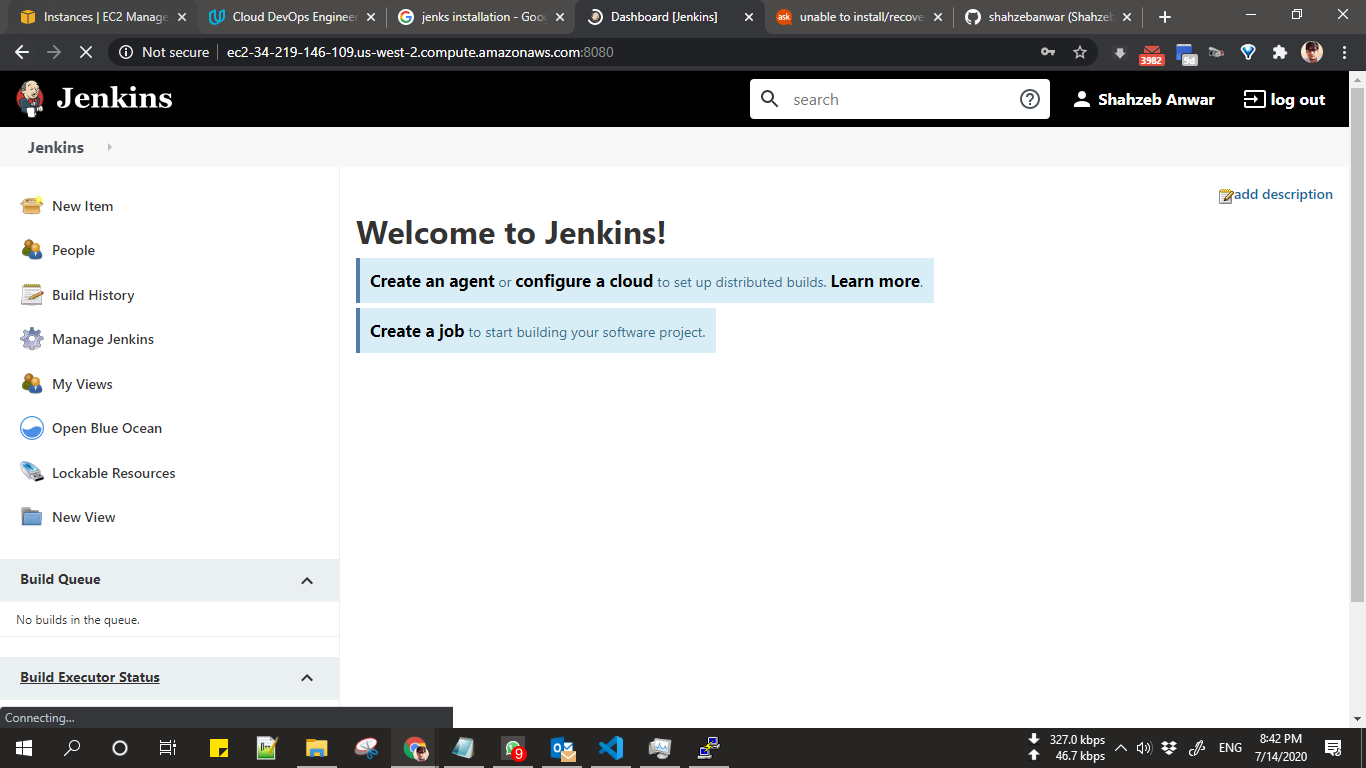 Instances | EC2 Manage
Cloud DevOps Enginee
jenks installation - Goo
Dashboard [Jenkins]
unable to install/recove
shahzebanwar (Shahzeb
Not secure
ec2-34-219-146-109.us-west-2.compute.amazonaws.com:8080
3982
9d
Jenkins
search
Shahzeb Anwar
log out
Jenkins
add description
New Item
People
Build History
Manage Jenkins
My Views
Open Blue Ocean
Lockable Resources
New View
Welcome to Jenkins!
Create an agent or configure a cloud to set up distributed builds. Learn more.
Create a job to start building your software project.
Build Queue
No builds in the queue.
Build Executor Status
Connecting...
9
327.0 kbps
46.7 kbps
ENG
8:42 PM
7/14/2020